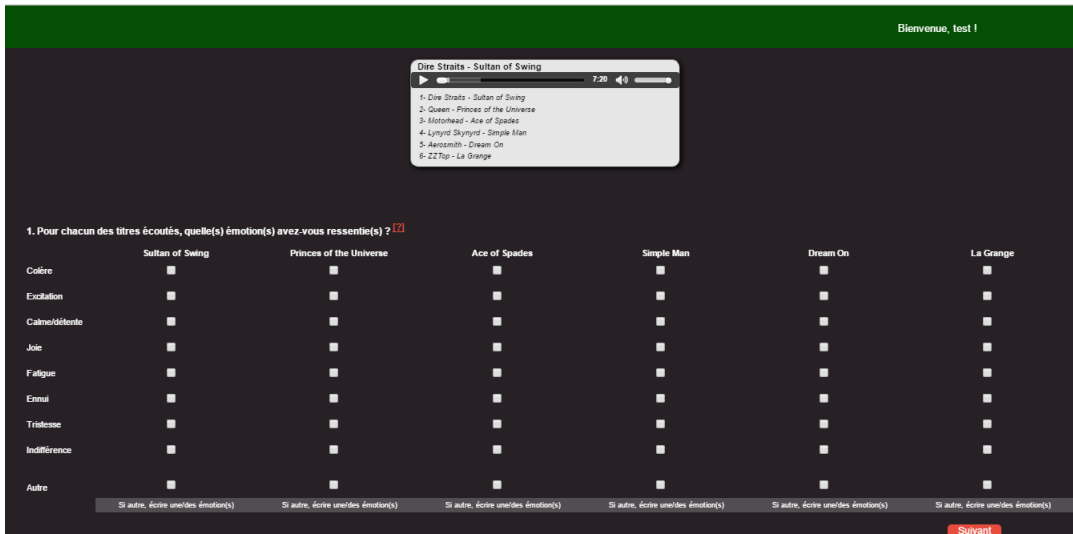 Bienvenue, test !
Dire Straits - Sultan of Swing
7:20
1- Dire Straits - Sultan of Swing
2- Queen - Princes of the Universe
3- Motorhead - Ace of Spades
4- Lynyrd Skynyrd - Simple Man
5- Aerosmith - Dream On
6- ZZTop - La Grange
1. Pour chacun des titres écoutés, quelle(s) émotion(s) avez-vous ressentie(s) ? [?]
Sultan of Swing Princes of the Universe Ace of Spades Simple Man Dream On La Grange
Colère
Excitation
Calme/détente
Joie
Fatigue
Ennui
Tristesse
Indifférence
Autre
Si autre, écrire une/des émotion(s) Si autre, écrire une/des émotion(s) Si autre, écrire une/des émotion(s) Si autre, écrire une/des émotion(s) Si autre, écrire une/des émotion(s) Si autre, écrire une/des émotion(s)
Suivant